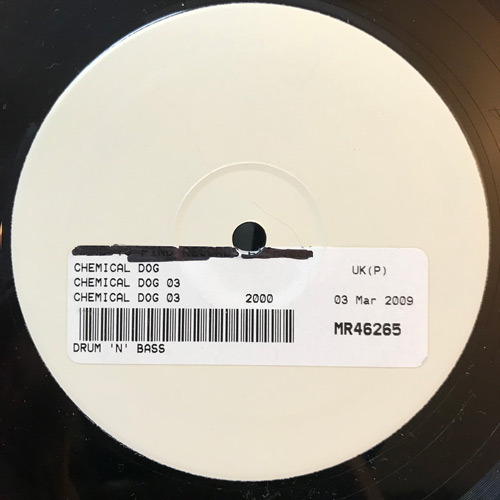 CHEMICAL DOG UK(P)
CHEMICAL DOG 03
CHEMICAL DOG 03 2000 03 Mar 2009
MR46265
DRUM 'N' BASS